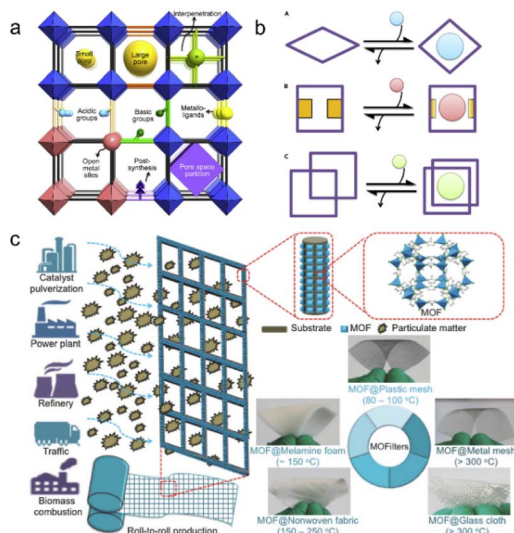 a
Interpenetration
Small pore
Large pore
Acidic groups
Basic groups
Metallo-ligands
Open metal sites
Post-synthesis
Pore space partition
b
A
B
C
c
Catalyst pulverization
Power plant
Refinery
Traffic
Biomass combustion
Roll-to-roll production
MOF
Substrate
MOF
Particulate matter
MOF@Plastic mesh
(80 – 100 °C)
MOF@Melamine foam
(~ 150 °C)
MOFilters
MOF@Metal mesh
(> 300 °C)
MOF@Nonwoven fabric
(150 – 250 °C)
MOF@Glass cloth
(> 300 °C)